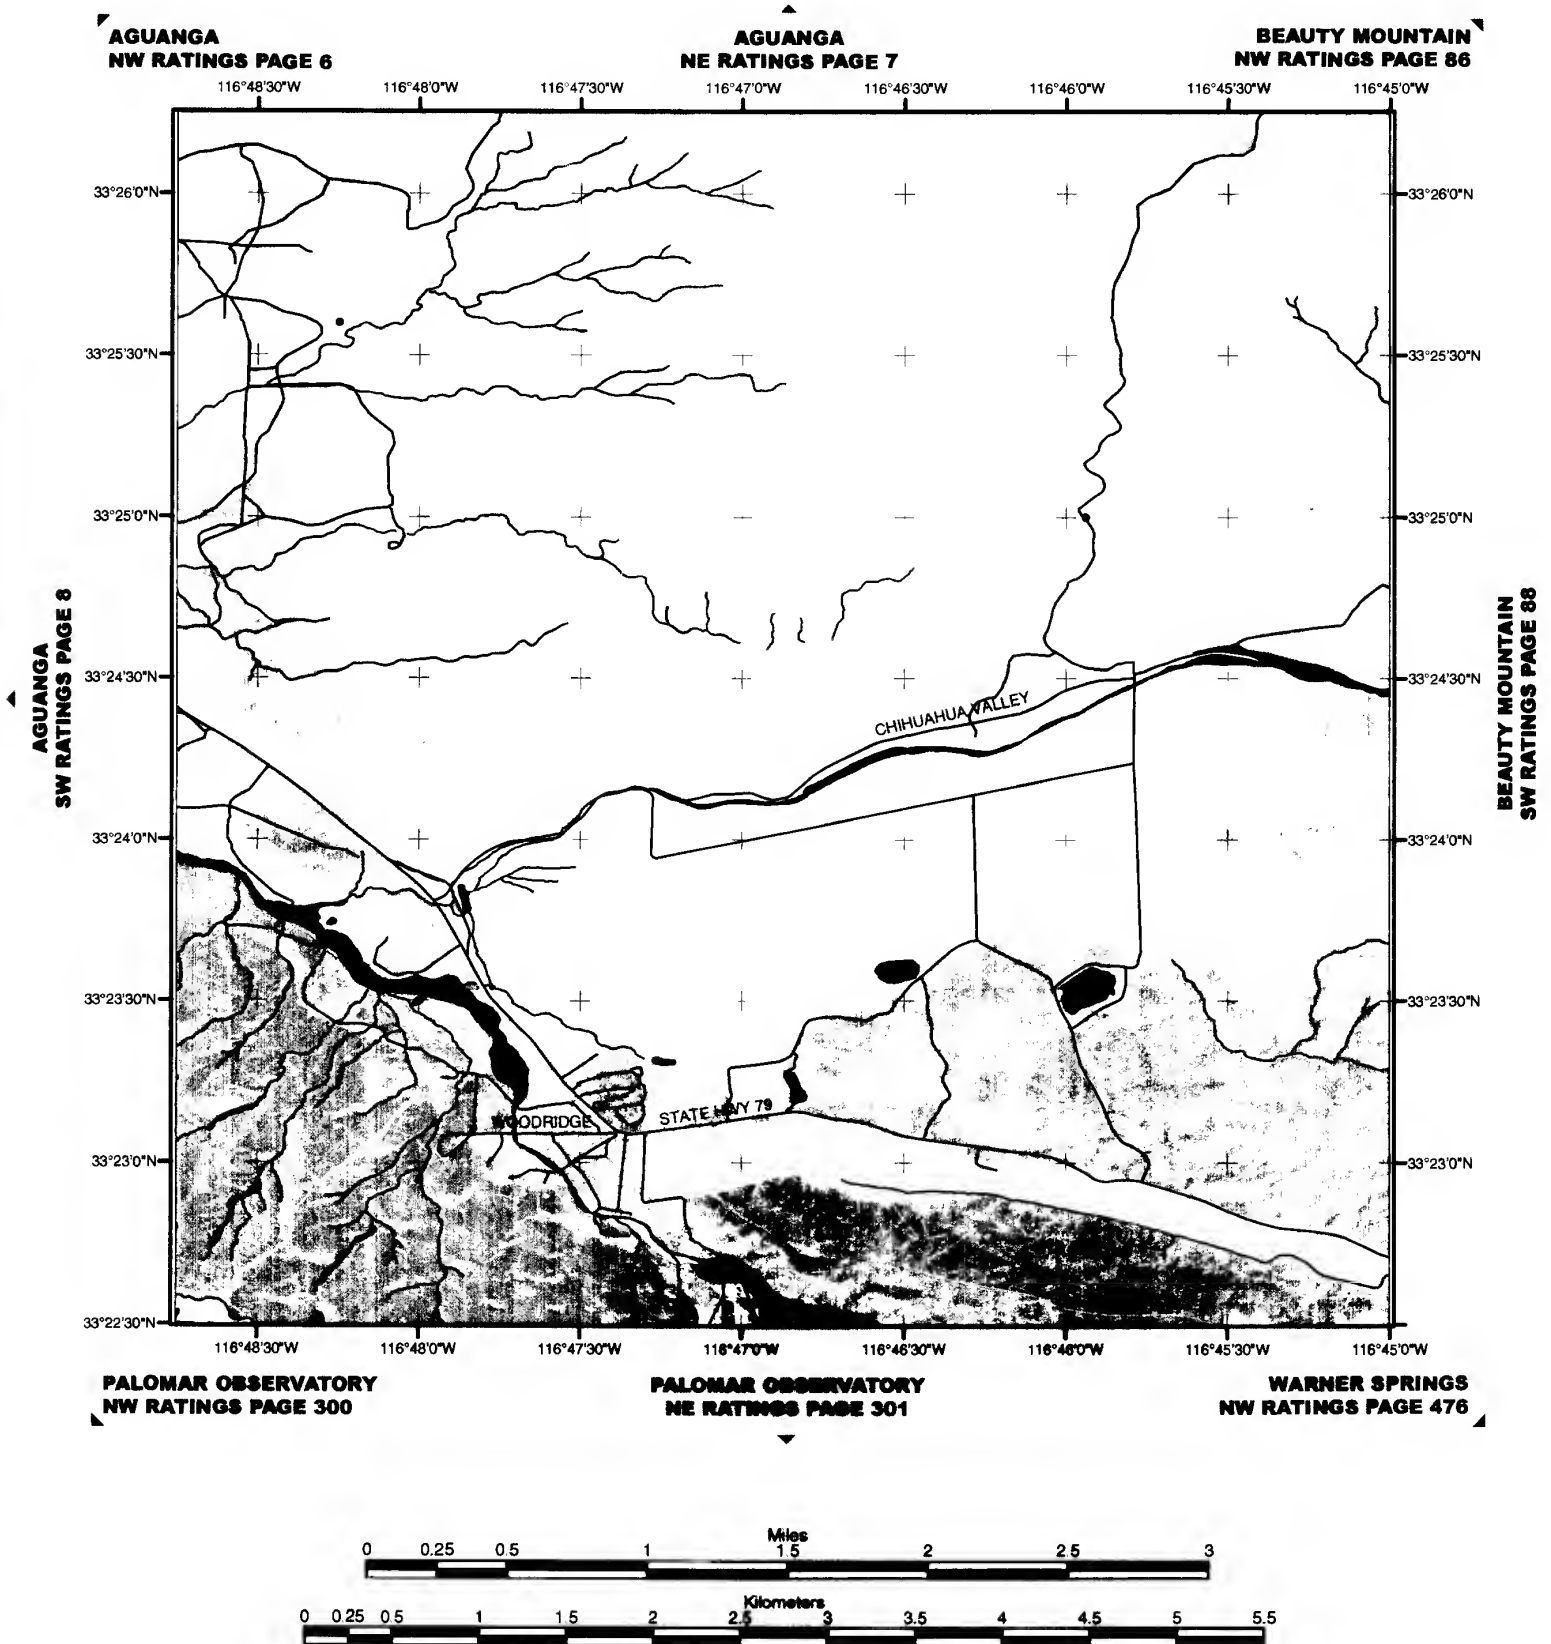 AGUANGA
NW RATINGS PAGE 6
AGUANGA
NE RATINGS PAGE 7
BEAUTY MOUNTAIN
NW RATINGS PAGE 86
116°48'30"W 116°48'0"W 116°47'30"W 116°47'0"W 116°46'30"W 116°46'0"W 116°45'30"W 116°45'0"W
33°26'0"N 33°26'0"N
33°25'30"N 33°25'30"N
33°25'0"N 33°25'0"N
AGUANGA
SW RATINGS PAGE 8
BEAUTY MOUNTAIN
SW RATINGS PAGE 88
33°24'30"N 33°24'30"N
CHIHUAHUA VALLEY
33°24'0"N 33°24'0"N
33°23'30"N 33°23'30"N
WOODRIDGE STATE HWY 79
33°23'0"N 33°23'0"N
33°22'30"N
116°48'30"W 116°48'0"W 116°47'30"W 116°47'0"W 116°46'30"W 116°46'0"W 116°45'30"W 116°45'0"W
PALOMAR OBSERVATORY
NW RATINGS PAGE 300
PALOMAR OBSERVATORY
NE RATINGS PAGE 301
WARNER SPRINGS
NW RATINGS PAGE 476
Miles
0 0.25 0.5 1 1.5 2 2.5 3
Kilometers
0 0.25 0.5 1 1.5 2 2.5 3 3.5 4 4.5 5 5.5